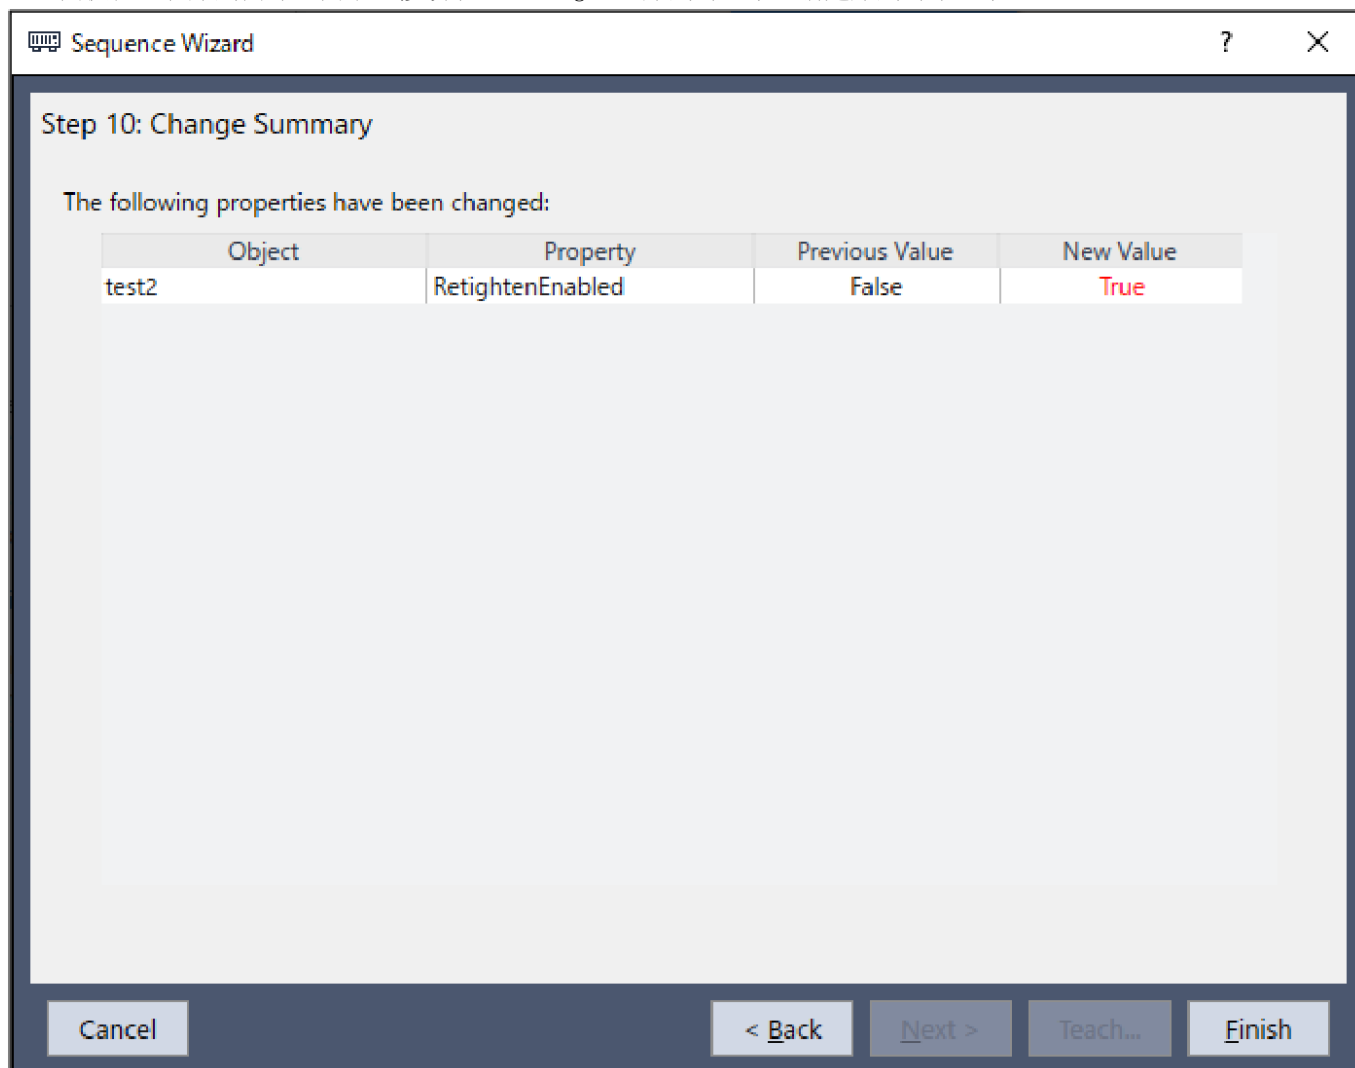 Sequence Wizard
?
Step 10: Change Summary
The following properties have been changed:
Object Property Previous Value New Value
test2 RetightenEnabled False True
Cancel < Back Next > Teach... Finish